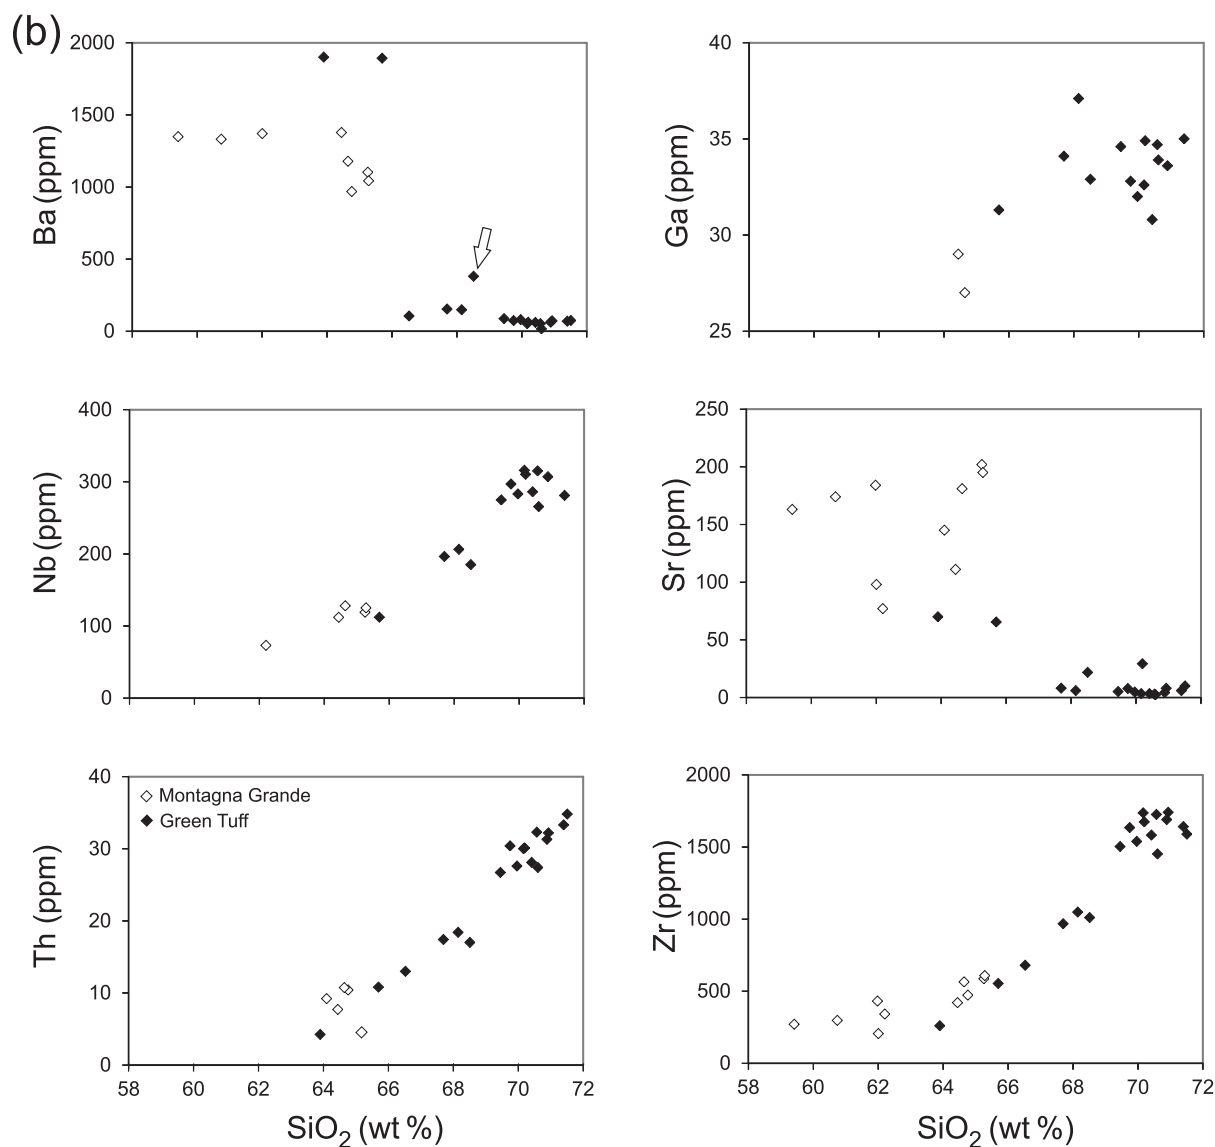 (b)
2000
1500
1000
500
0
Ba (ppm)
40
35
30
25
Ga (ppm)
400
300
200
100
0
Nb (ppm)
250
200
150
100
50
0
Sr (ppm)
40
30
20
10
0
Th (ppm)
Montagna Grande
Green Tuff
58 60 62 64 66 68 70 72
SiO₂ (wt %)
2000
1500
1000
500
0
Zr (ppm)
58 60 62 64 66 68 70 72
SiO₂ (wt %)